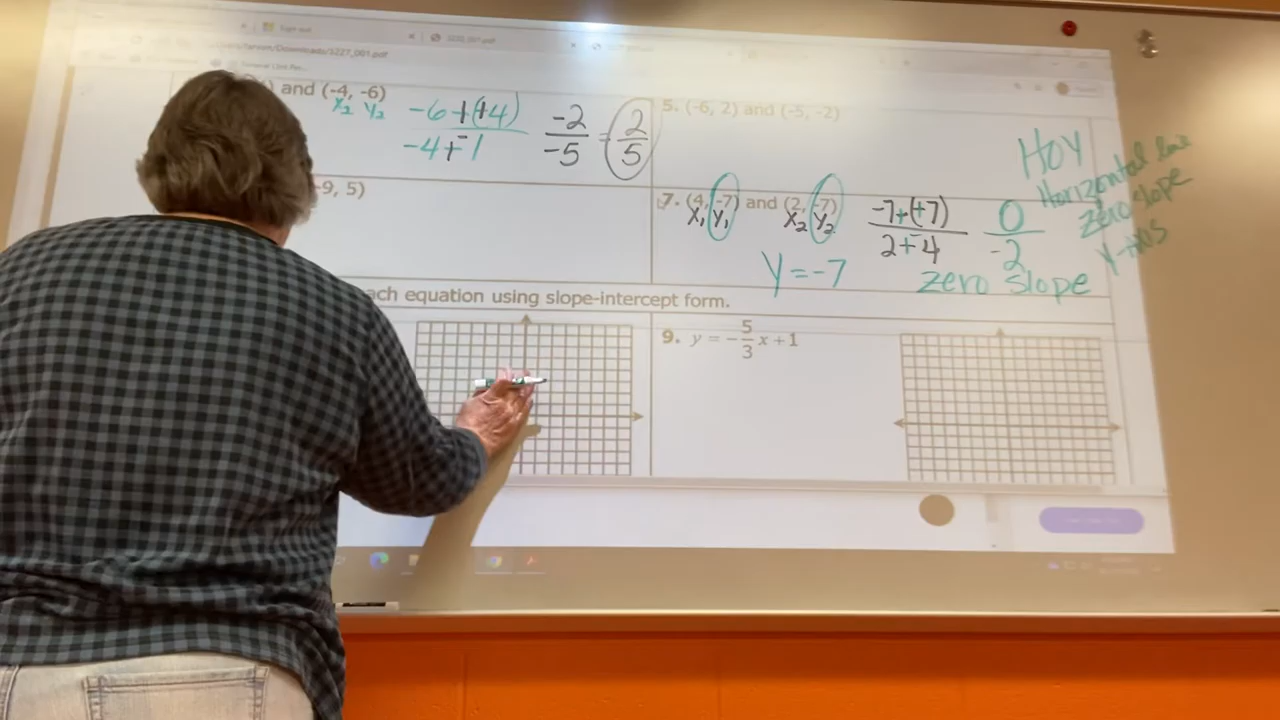 and (-4, -6)
x₂ y₂
-6 + (+4)
-4 + -1
-2
-5
=
2
5
5. (-6, 2) and (-5, -2)
-9, 5)
7. (4, -7) and (2, -7)
x₁ y₁ x₂ y₂
-7 + (+7)
2 + -4
0
-2
y = -7
zero slope
HOY
Horizontal line
zero slope
y-axis
ach equation using slope-intercept form.
9. y = -5/3 x + 1